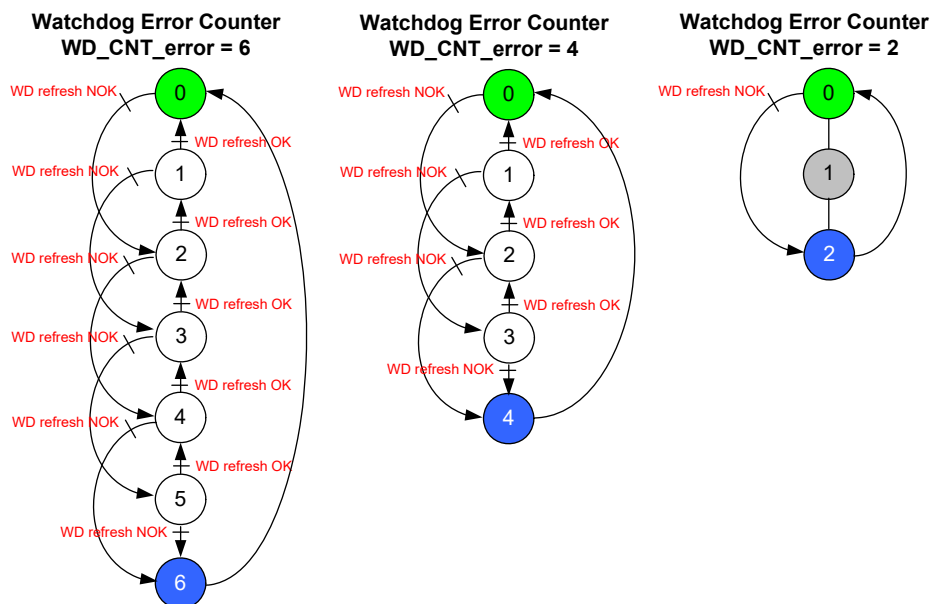 Watchdog Error Counter
WD_CNT_error = 6
WD refresh NOK
0
WD refresh OK
WD refresh NOK
1
WD refresh OK
2
WD refresh NOK
WD refresh OK
3
WD refresh NOK
WD refresh OK
4
WD refresh NOK
WD refresh OK
5
WD refresh NOK
6
Watchdog Error Counter
WD_CNT_error = 4
WD refresh NOK
0
WD refresh OK
WD refresh NOK
1
WD refresh OK
2
WD refresh NOK
WD refresh OK
3
WD refresh NOK
4
Watchdog Error Counter
WD_CNT_error = 2
WD refresh NOK
0
1
2